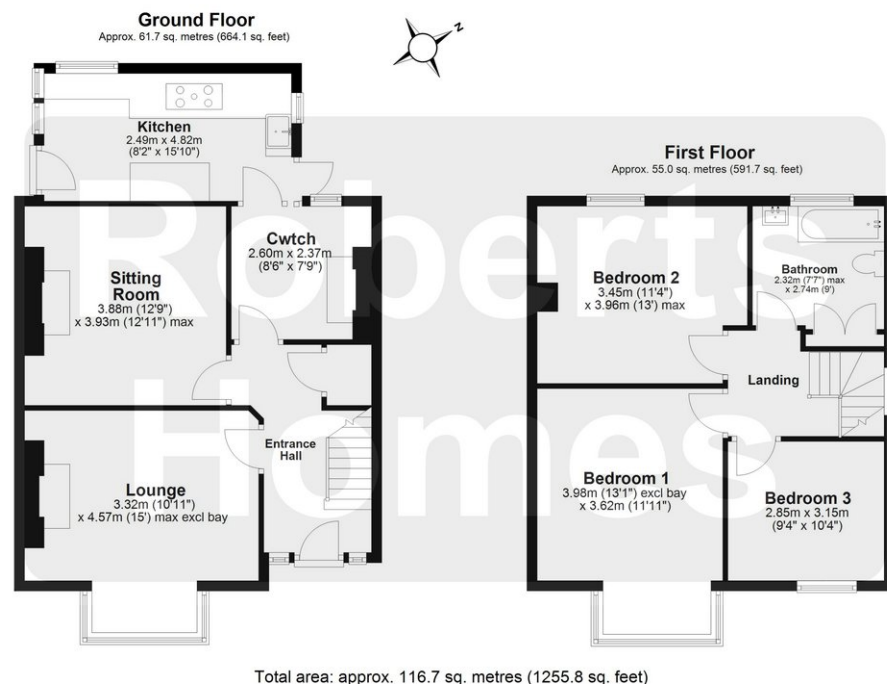 Ground Floor
Approx. 61.7 sq. metres (664.1 sq. feet)
N
Kitchen
2.49m x 4.82m
(8'2" x 15'10")
Sitting
Room
3.88m (12'9")
x 3.93m (12'11") max
Cwtch
2.60m x 2.37m
(8'6" x 7'9")
Lounge
3.32m (10'11")
x 4.57m (15') max excl bay
Entrance
Hall
First Floor
Approx. 55.0 sq. metres (591.7 sq. feet)
Bedroom 2
3.45m (11'4")
x 3.96m (13') max
Bathroom
2.32m (7'7") max
x 2.74m (9')
Landing
Bedroom 1
3.98m (13'1") excl bay
x 3.62m (11'11")
Bedroom 3
2.85m x 3.15m
(9'4" x 10'4")
Roberts
Homes
Total area: approx. 116.7 sq. metres (1255.8 sq. feet)